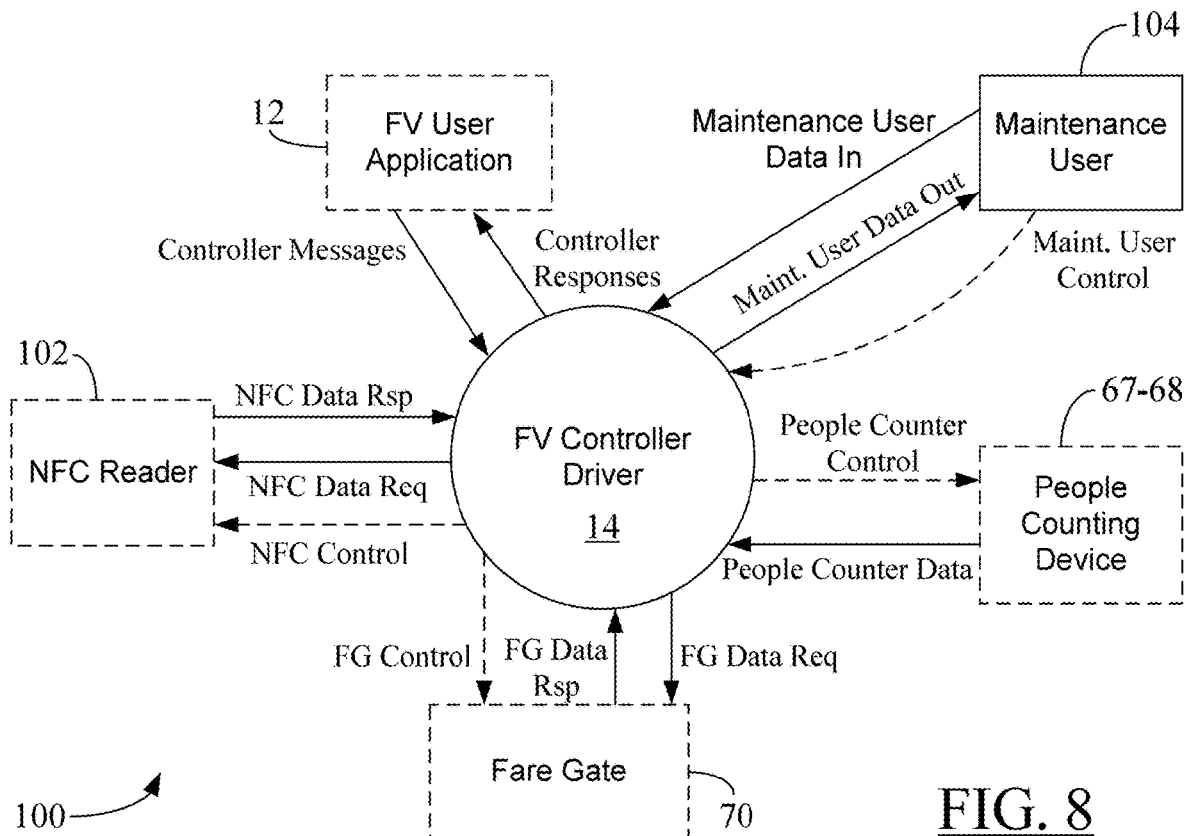 104
12
FV User
Application
Maintenance User
Data In
Maintenance
User
Maint. User Data Out
Controller Messages
Controller
Responses
Maint. User
Control
102
NFC Data Rsp
67-68
NFC Reader
NFC Data Req
NFC Control
FV Controller
Driver
14
People Counter
Control
People
Counting
Device
People Counter Data
FG Control
FG Data
Rsp
FG Data Req
Fare Gate
100
70
FIG. 8